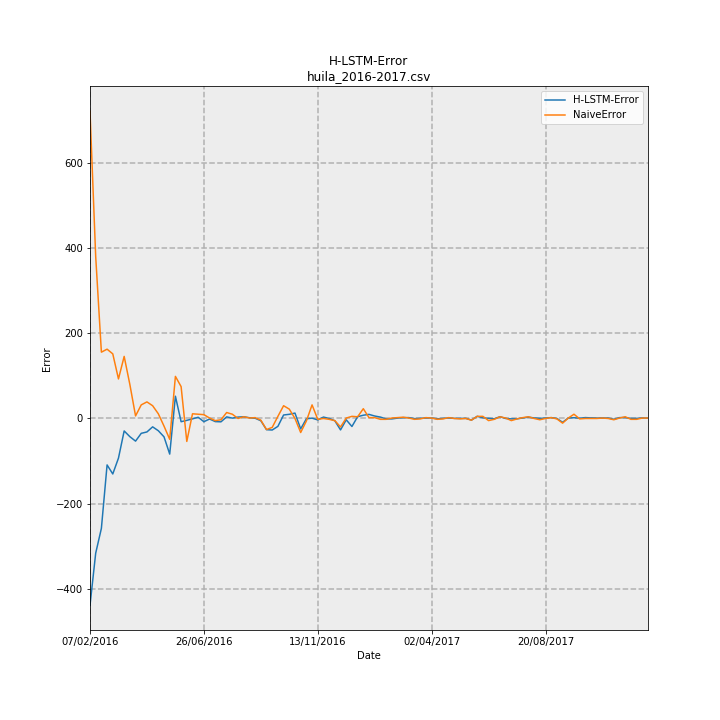 H-LSTM-Error
huila_2016-2017.csv
H-LSTM-Error
NaiveError
600
400
200
0
−200
−400
Error
07/02/2016 26/06/2016 13/11/2016 02/04/2017 20/08/2017
Date